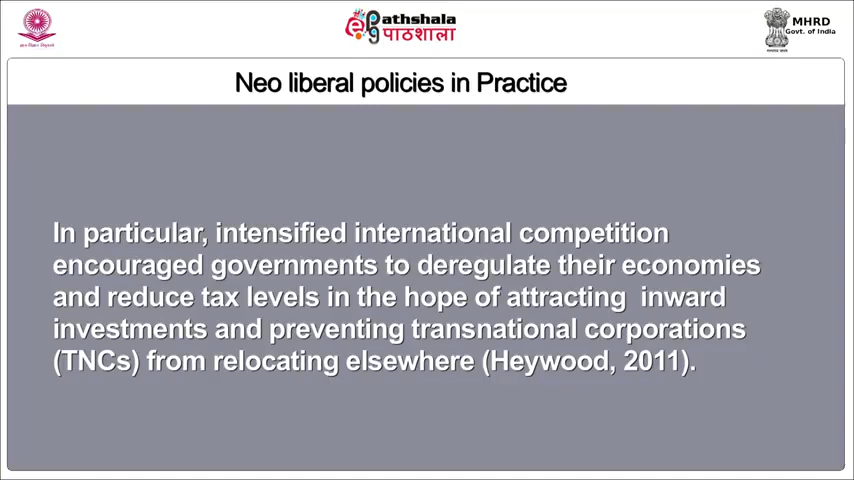 ePathshala
पाठशाला
MHRD
Govt. of India
Neo liberal policies in Practice
In particular, intensified international competition
encouraged governments to deregulate their economies
and reduce tax levels in the hope of attracting inward
investments and preventing transnational corporations
(TNCs) from relocating elsewhere (Heywood, 2011).